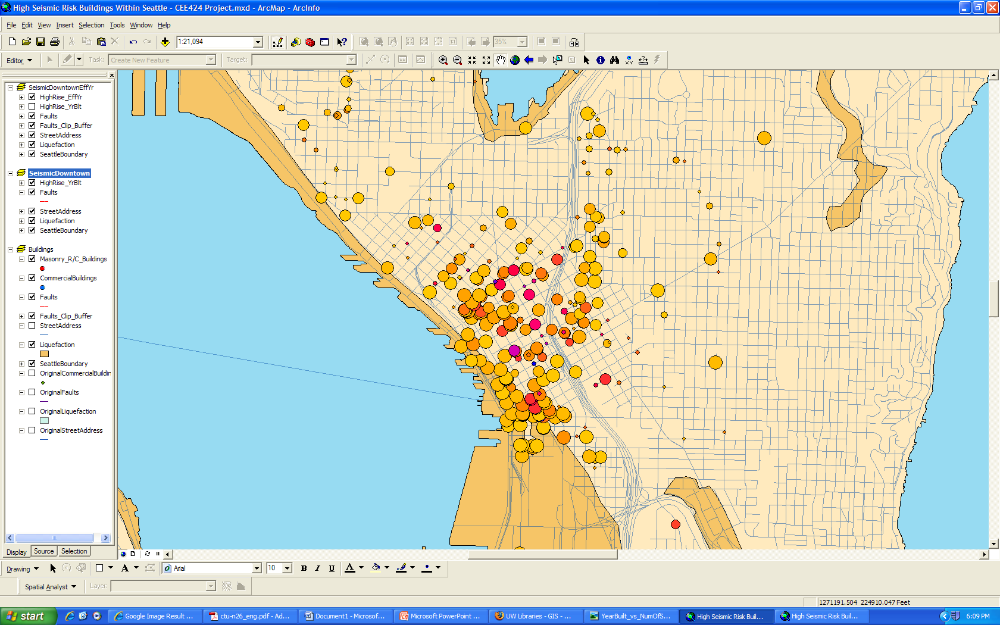 High Seismic Risk Buildings Within Seattle - CEE424 Project.mxd - ArcMap - ArcInfo
File Edit View Insert Selection Tools Window Help
1:21,094
35%
Editor
Task:
Create New Feature
Target:
SeismicDowntownEffYr
HighRise_EffYr
HighRise_YrBlt
Faults
Faults_Clip_Buffer
StreetAddress
Liquefaction
SeattleBoundary
SeismicDowntown
HighRise_YrBlt
Faults
StreetAddress
Liquefaction
SeattleBoundary
Buildings
Masonry_R/C_Buildings
CommercialBuildings
Faults
Faults_Clip_Buffer
StreetAddress
Liquefaction
SeattleBoundary
OriginalCommercialBuildin
OriginalFaults
OriginalLiquefaction
OriginalStreetAddress
Display Source Selection
Drawing
A
Arial
10
B I U A
Spatial Analyst
Layer:
1271191.504 224910.047 Feet
start
Google Image Result ...
ctu-n26_eng.pdf - Ad...
Document1 - Microsof...
Microsoft PowerPoint ...
UW Libraries - GIS - ...
YearBuilt_vs_NumOfS...
High Seismic Risk Buil...
High Seismic Risk Buil...
6:09 PM